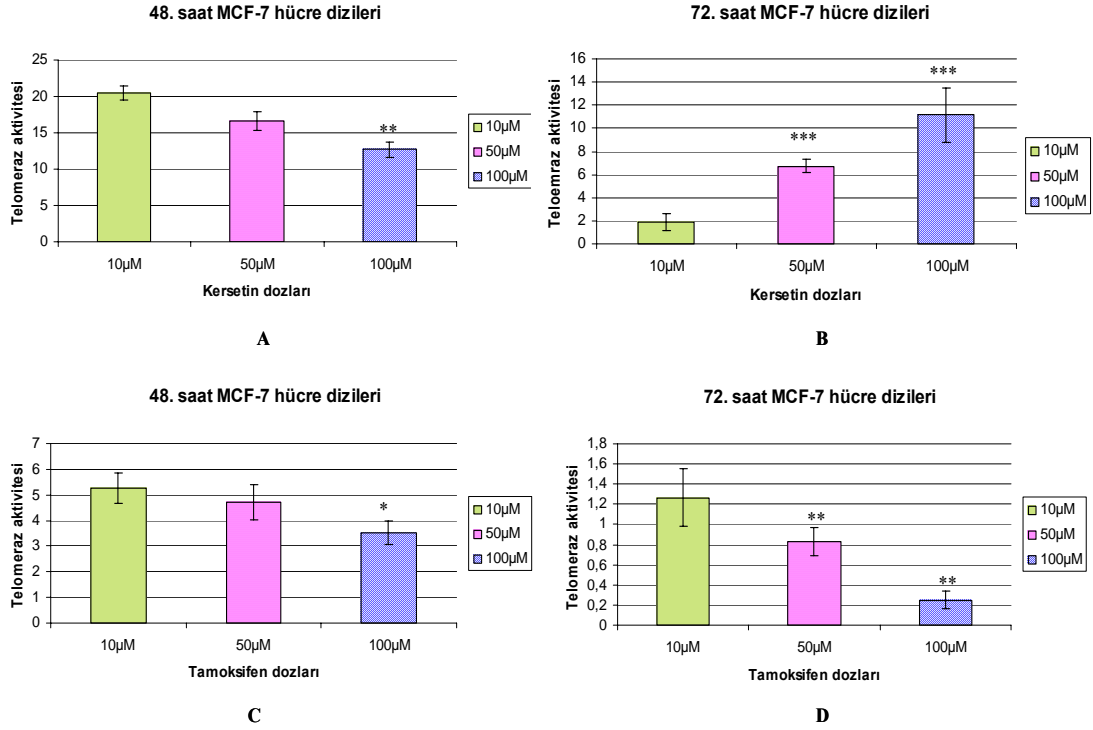 48. saat MCF-7 hücre dizileri
25
20
15
10
5
0
Telomeraz aktivitesi
**
10µM
50µM
100µM
10µM
50µM
100µM
Kersetin dozları
A
72. saat MCF-7 hücre dizileri
16
14
12
10
8
6
4
2
0
Teloemraz aktivitesi
***
***
10µM
50µM
100µM
10µM
50µM
100µM
Kersetin dozları
B
48. saat MCF-7 hücre dizileri
7
6
5
4
3
2
1
0
Telomeraz aktivitesi
*
10µM
50µM
100µM
10µM
50µM
100µM
Tamoksifen dozları
C
72. saat MCF-7 hücre dizileri
1,8
1,6
1,4
1,2
1
0,8
0,6
0,4
0,2
0
Telomeraz aktivitesi
**
**
10µM
50µM
100µM
10µM
50µM
100µM
Tamoksifen dozları
D